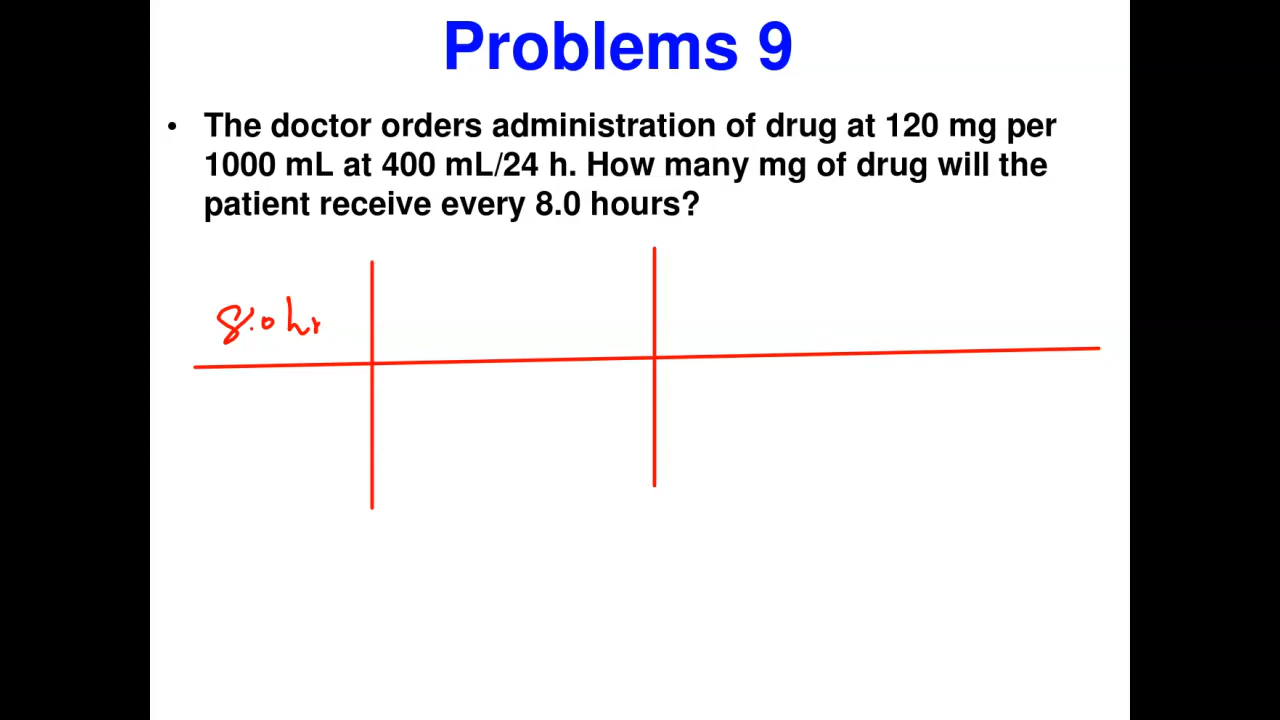 Problems 9
• The doctor orders administration of drug at 120 mg per
1000 mL at 400 mL/24 h. How many mg of drug will the
patient receive every 8.0 hours?
8.0 hr